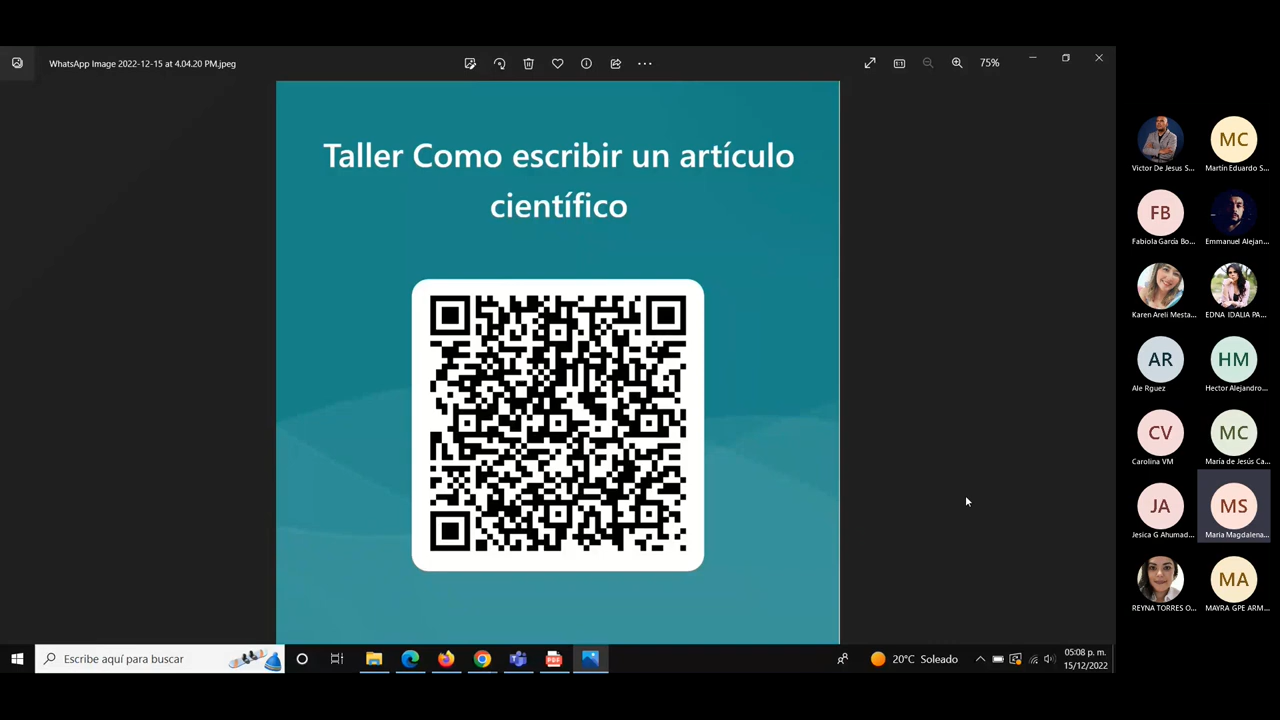 WhatsApp Image 2022-12-15 at 4.04.20 PM.jpeg
75%
Taller Como escribir un artículo
científico
Victor De Jesus S...
MC
Martín Eduardo S...
FB
Fabiola García Bo...
Emmanuel Alejan...
Karen Areli Mesta...
EDNA IDALIA PA...
AR
Ale Rguez
HM
Hector Alejandro...
CV
Carolina VM
MC
María de Jesús Ca...
JA
Jesica G Ahumad...
MS
Maria Magdalena...
REYNA TORRES O...
MA
MAYRA GPE ARM...
Escribe aquí para buscar
20°C Soleado
05:08 p. m.
15/12/2022